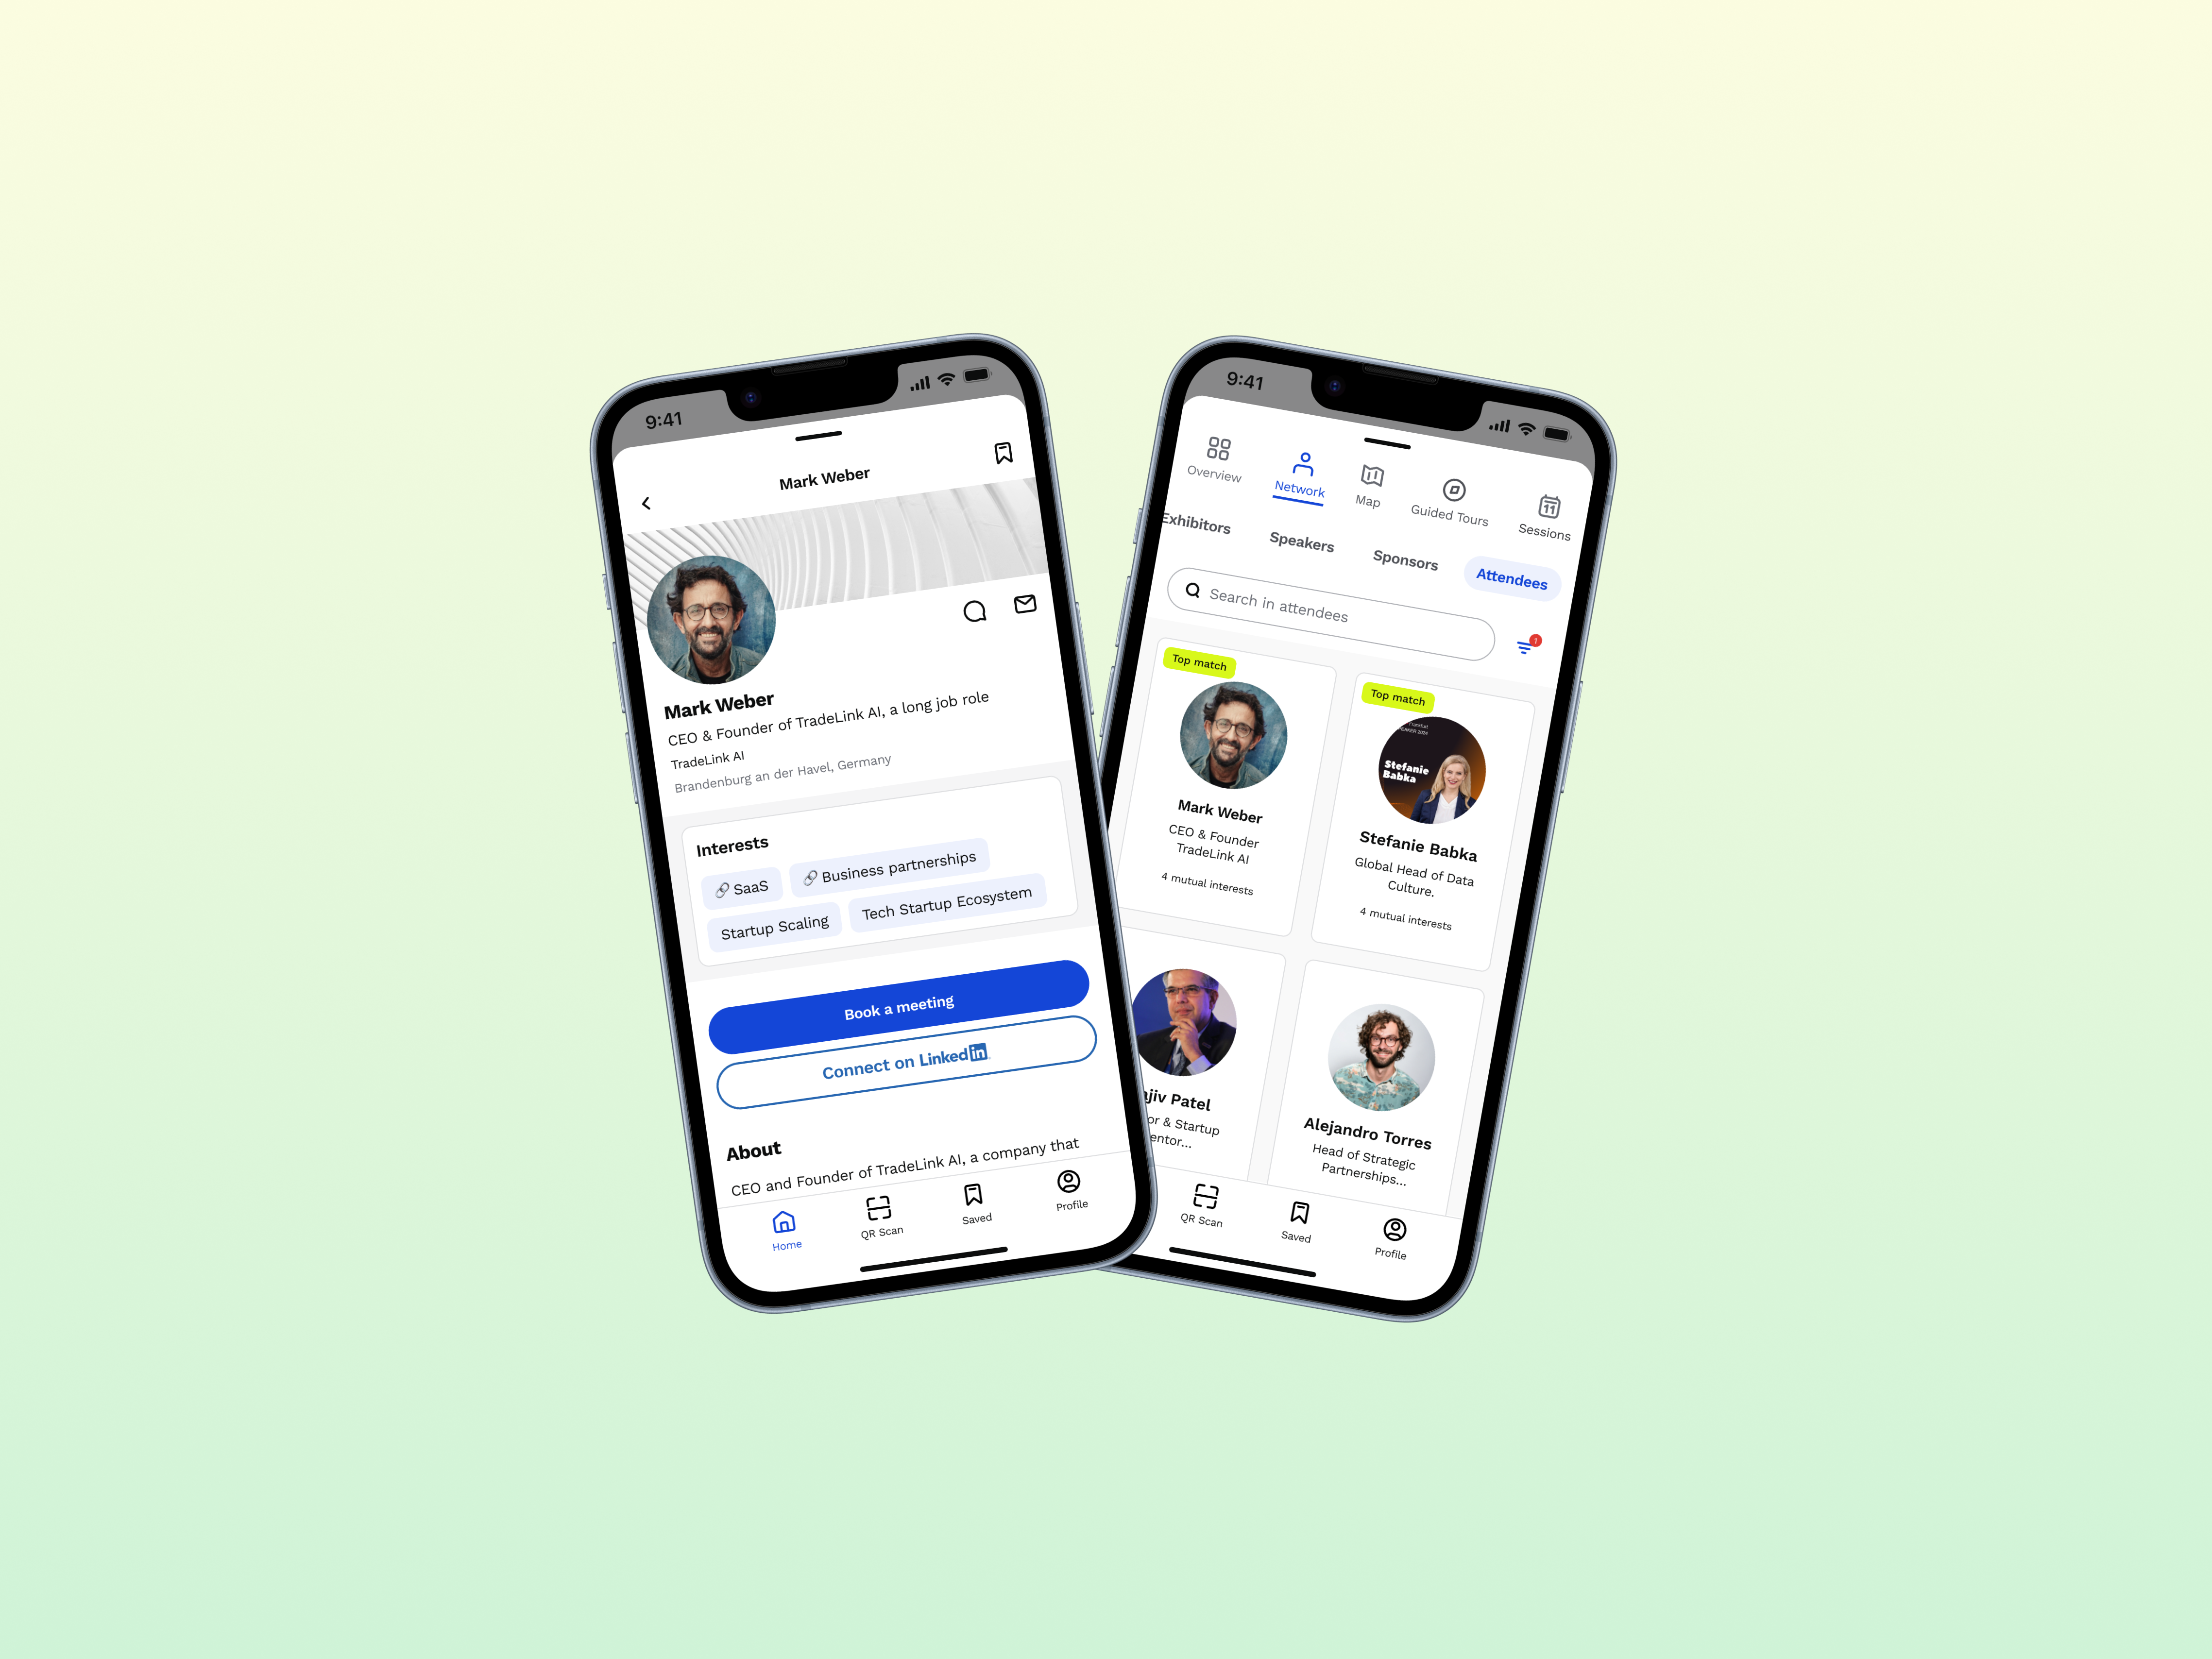 9:41
Mark Weber
Mark Weber
CEO & Founder of TradeLink AI, a long job role
TradeLink AI
Brandenburg an der Havel, Germany
Interests
SaaS
Business partnerships
Startup Scaling
Tech Startup Ecosystem
Book a meeting
Connect on LinkedIn
About
CEO and Founder of TradeLink AI, a company that
Home
QR Scan
Saved
Profile
9:41
Overview
Network
Map
Guided Tours
11
Sessions
Exhibitors
Speakers
Sponsors
Attendees
Search in attendees
1
Top match
Mark Weber
CEO & Founder
TradeLink AI
4 mutual interests
Top match
SPEAKER 2024
Stefanie
Babka
Stefanie Babka
Global Head of Data
Culture.
4 mutual interests
ajiv Patel
or & Startup
entor...
Alejandro Torres
Head of Strategic
Partnerships...
QR Scan
Saved
Profile